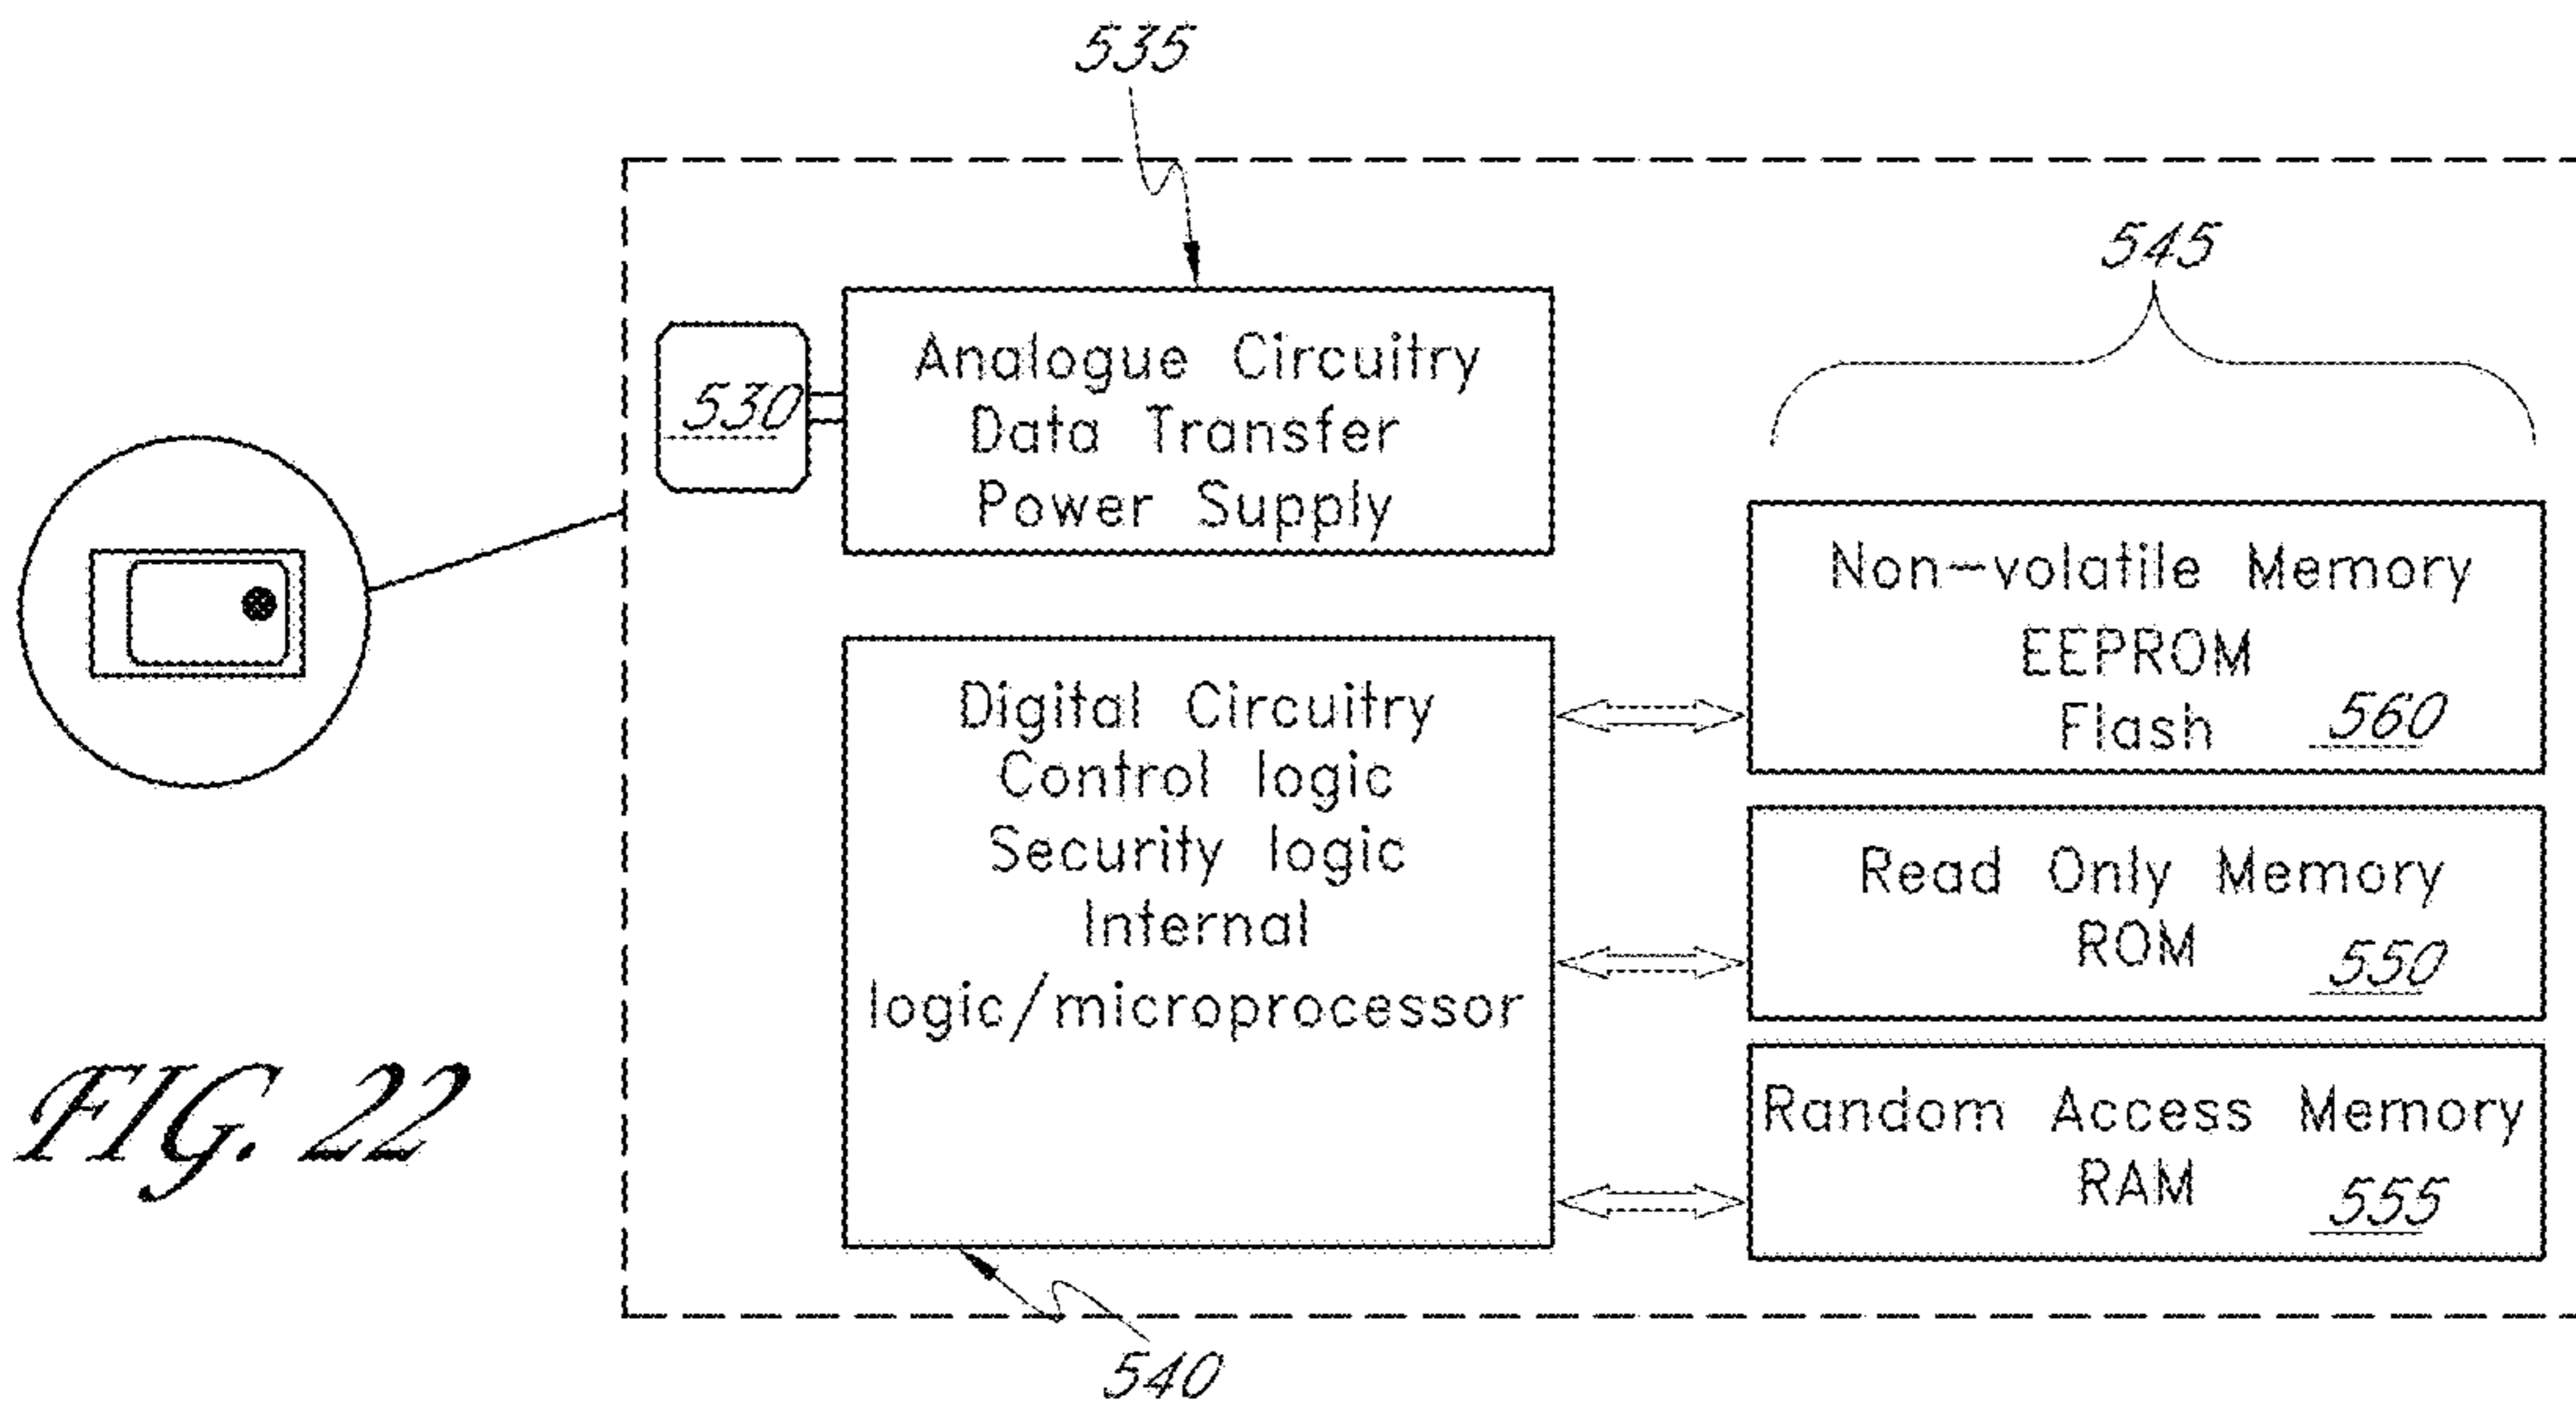 535
545
530
Analogue Circuitry
Data Transfer
Power Supply
Non-volatile Memory
EEPROM
Flash 560
Digital Circuitry
Control logic
Security logic
Internal
logic/microprocessor
Read Only Memory
ROM 550
Random Access Memory
RAM 555
540
FIG. 22